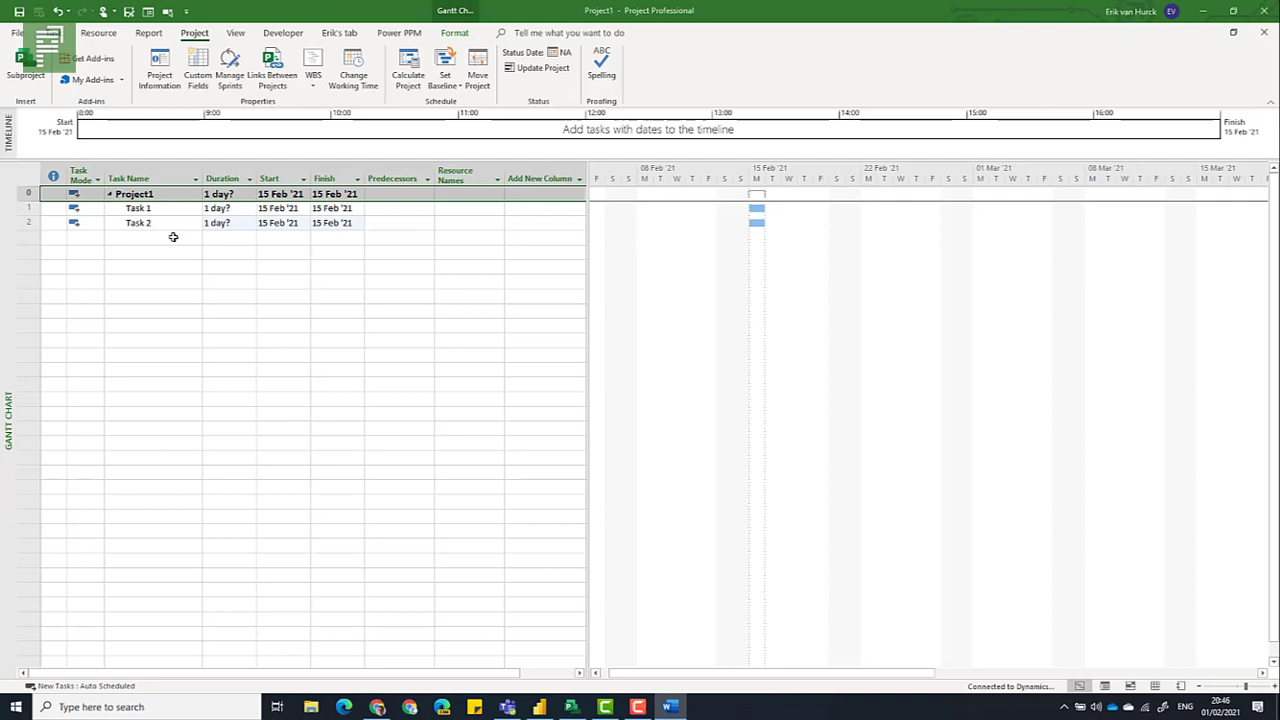 Gantt Ch...
Project1 - Project Professional
Erik van Hurck
EV
Resource
Report
Project
View
Developer
Erik's tab
Power PPM
Format
Tell me what you want to do
Subproject
Get Add-ins
My Add-ins
Project Information
Custom Fields
Manage Sprints
Links Between Projects
WBS
Change Working Time
Calculate Project
Set Baseline
Move Project
Status Date: NA
Update Project
ABC
Spelling
Insert
Add-ins
Properties
Schedule
Status
Proofing
TIMELINE
Start
15 Feb '21
8:00 9:00 10:00 11:00 12:00 13:00 14:00 15:00 16:00
Add tasks with dates to the timeline
Finish
15 Feb '21
Task Mode
Task Name
Duration
Start
Finish
Predecessors
Resource Names
Add New Column
08 Feb '21 15 Feb '21 22 Feb '21 01 Mar '21 08 Mar '21 15 Mar '21
F S S M T W T F S S M T W T F S S M T W T F S S M T W T F S S M T W T F S S M T W T
0 Project1 1 day? 15 Feb '21 15 Feb '21
1 Task 1 1 day? 15 Feb '21 15 Feb '21
2 Task 2 1 day? 15 Feb '21 15 Feb '21
GANTT CHART
New Tasks : Auto Scheduled
Connected to Dynamics...
Type here to search
ENG
20:46
01/02/2021